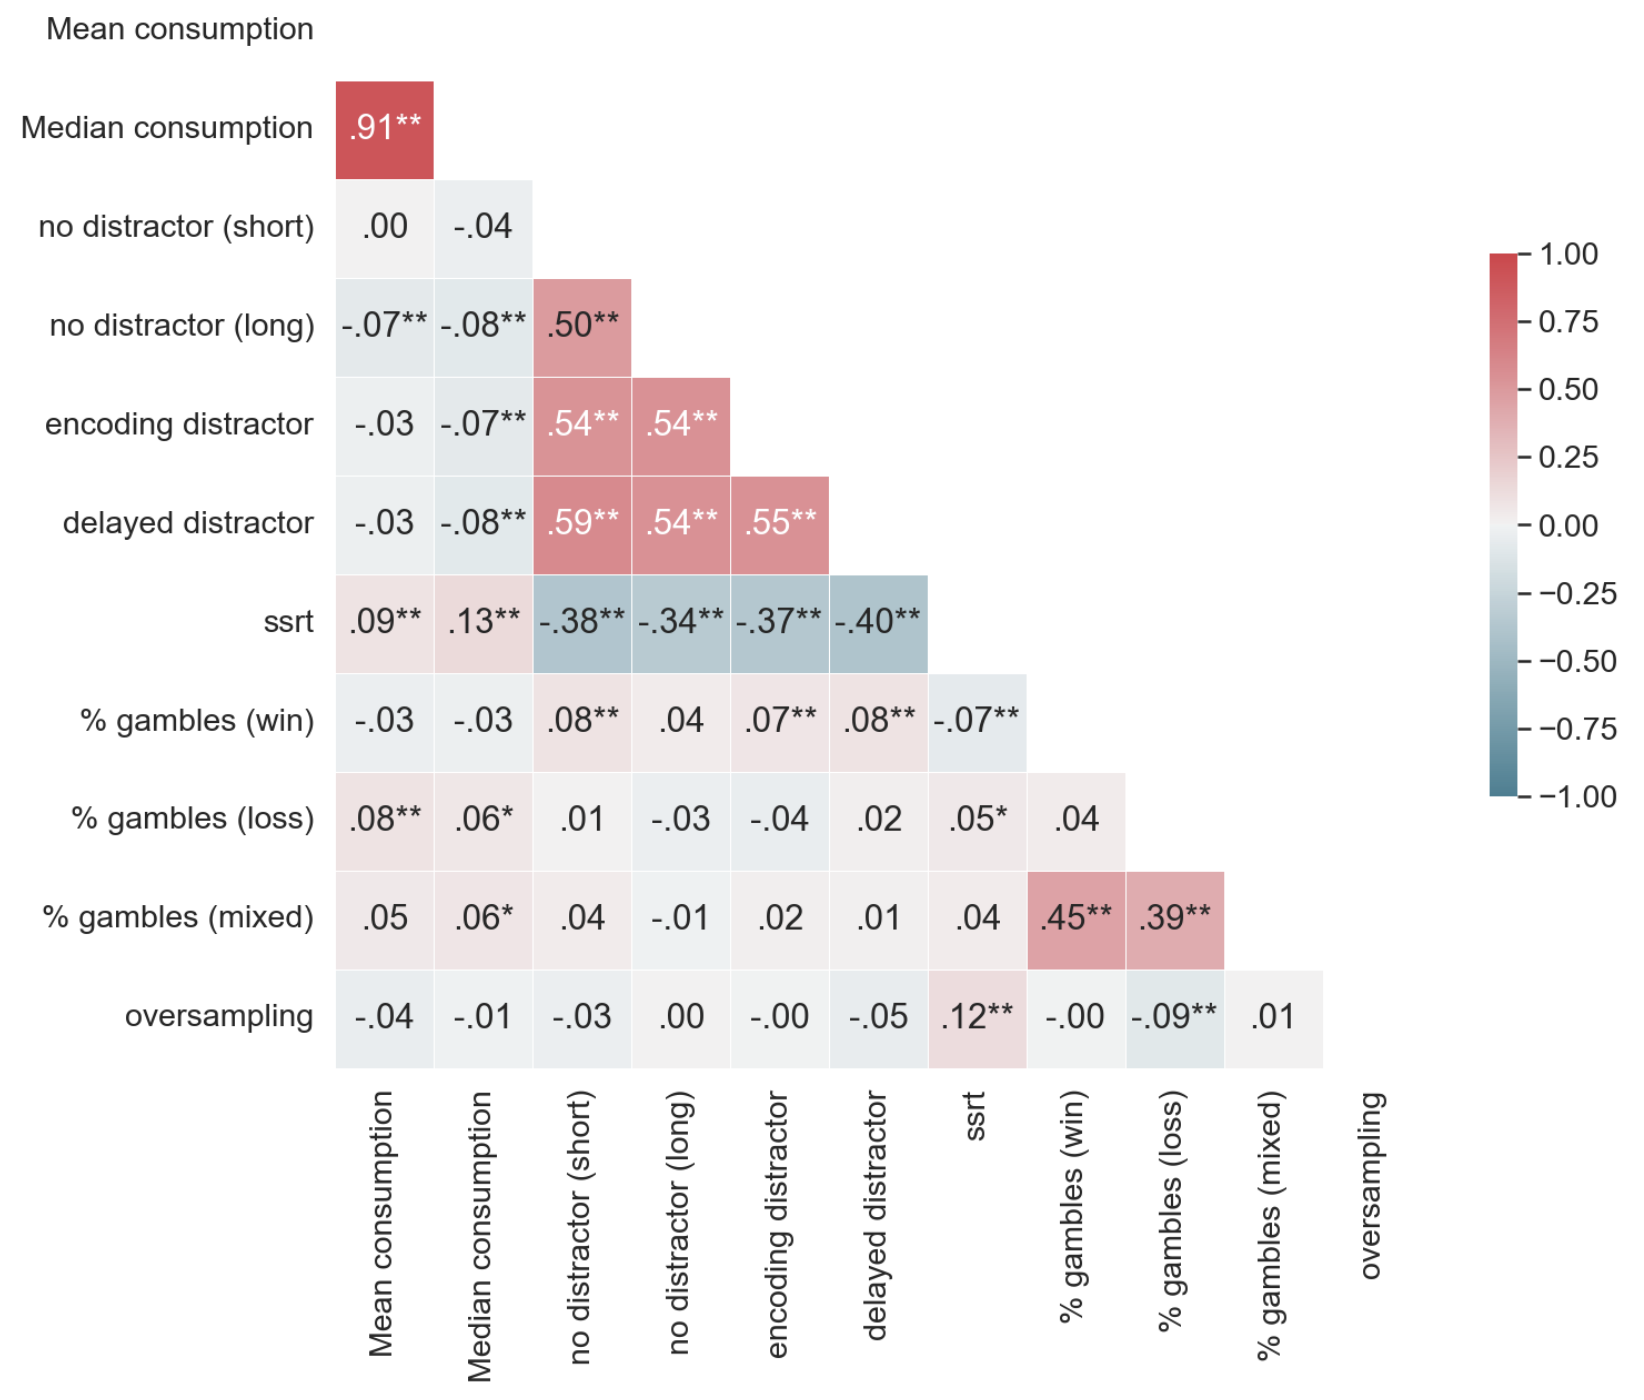 Mean consumption
Median consumption .91**
no distractor (short) .00 -.04
no distractor (long) -.07** -.08** .50**
encoding distractor -.03 -.07** .54** .54**
delayed distractor -.03 -.08** .59** .54** .55**
ssrt .09** .13** -.38** -.34** -.37** -.40**
% gambles (win) -.03 -.03 .08** .04 .07** .08** -.07**
% gambles (loss) .08** .06* .01 -.03 -.04 .02 .05* .04
% gambles (mixed) .05 .06* .04 -.01 .02 .01 .04 .45** .39**
oversampling -.04 -.01 -.03 .00 -.00 -.05 .12** -.00 -.09** .01
Mean consumption
Median consumption
no distractor (short)
no distractor (long)
encoding distractor
delayed distractor
ssrt
% gambles (win)
% gambles (loss)
% gambles (mixed)
oversampling
1.00
0.75
0.50
0.25
0.00
−0.25
−0.50
−0.75
−1.00